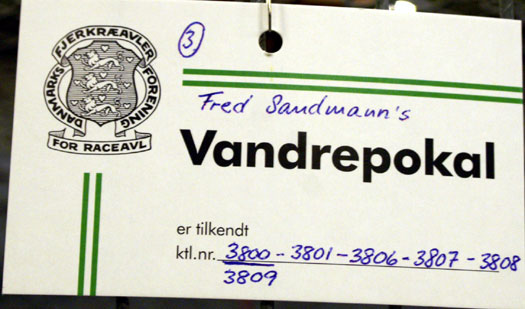 3
DANMARKS FJERKRÆAVLER FORENING
FOR RACEAVL
Fred Sandmann's
Vandrepokal
er tilkendt
ktl.nr. 3800 - 3801 - 3806 - 3807 - 3808
3809